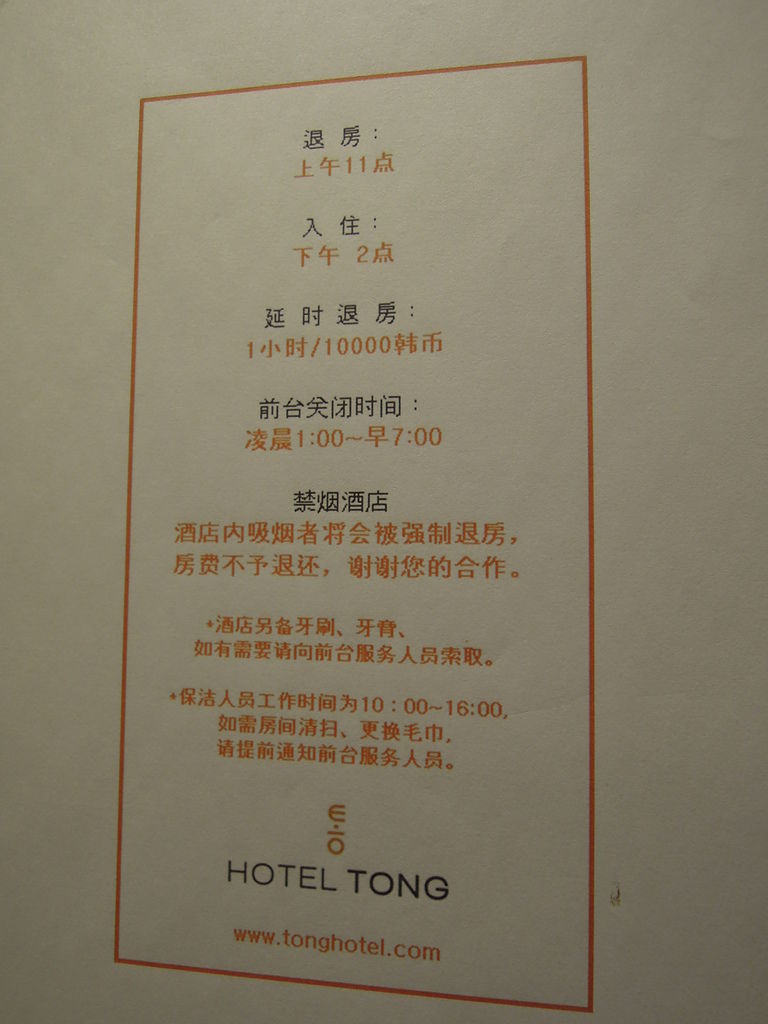 退 房 :
上午11点
入 住 :
下午 2点
延 时 退 房 :
1小时/10000韩币
前台关闭时间 :
凌晨1:00~早7:00
禁烟酒店
酒店内吸烟者将会被强制退房，
房费不予退还，谢谢您的合作。
*酒店另备牙刷、牙膏、
如有需要请向前台服务人员索取。
*保洁人员工作时间为10 : 00~16:00,
如需房间清扫、更换毛巾,
请提前通知前台服务人员。
통
HOTEL TONG
www.tonghotel.com